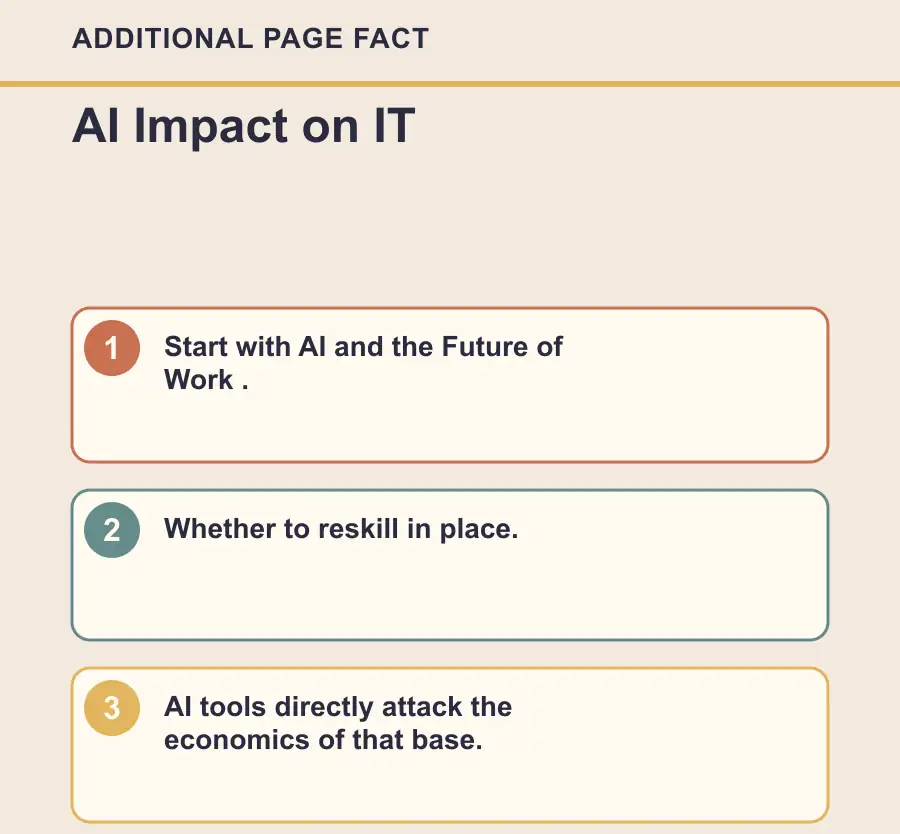 ADDITIONAL PAGE FACT
AI Impact on IT
1
Start with AI and the Future of
Work .
2
Whether to reskill in place.
3
AI tools directly attack the
economics of that base.